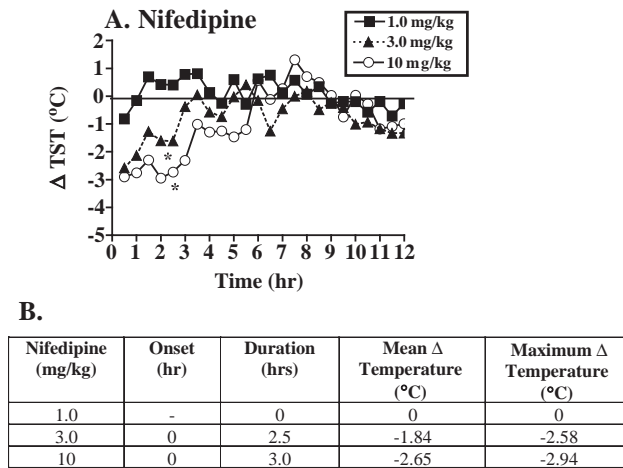 A. Nifedipine
1.0 mg/kg
3.0 mg/kg
10 mg/kg
2
1
0
-1
-2
-3
-4
-5
Δ TST (°C)
*
*
0 1 2 3 4 5 6 7 8 9 10 11 12
Time (hr)
B.
Nifedipine (mg/kg) Onset (hr) Duration (hrs) Mean Δ Temperature (°C) Maximum Δ Temperature (°C)
1.0 - 0 0 0
3.0 0 2.5 -1.84 -2.58
10 0 3.0 -2.65 -2.94